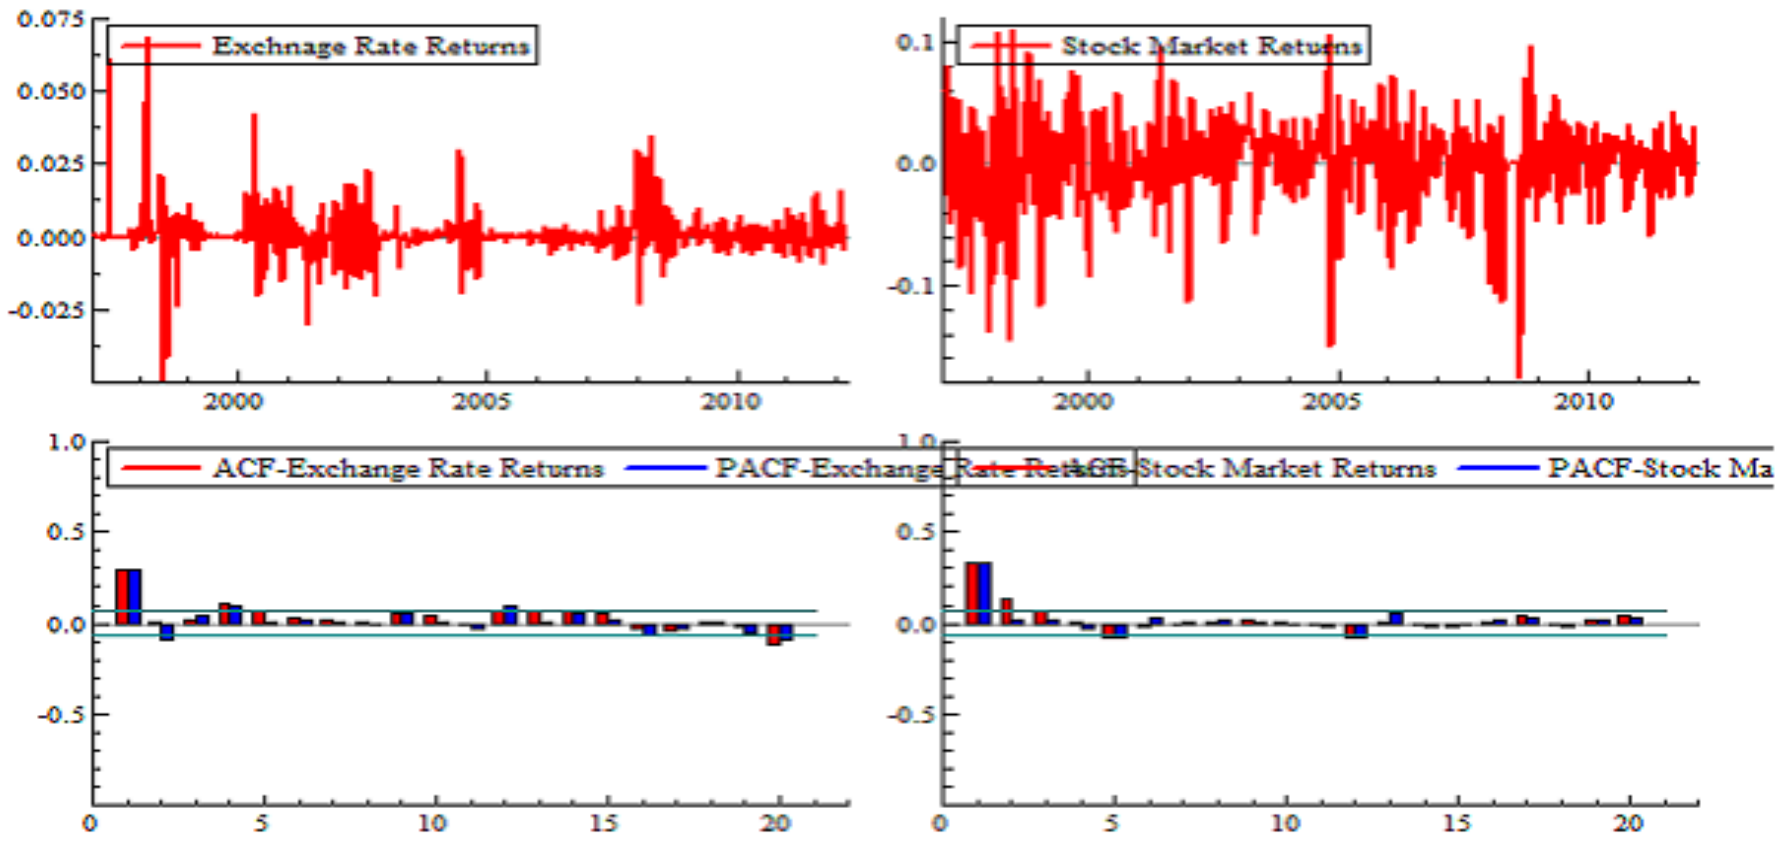 0.075
Exchnage Rate Returns
0.050
0.025
0.000
-0.025
2000 2005 2010
0.1
Stock Market Returns
0.0
-0.1
2000 2005 2010
1.0
ACF-Exchange Rate Returns PACF-Exchange Rate Returns
0.5
0.0
-0.5
0 5 10 15 20
1.0
ACF-Stock Market Returns PACF-Stock Ma
0.5
0.0
-0.5
0 5 10 15 20